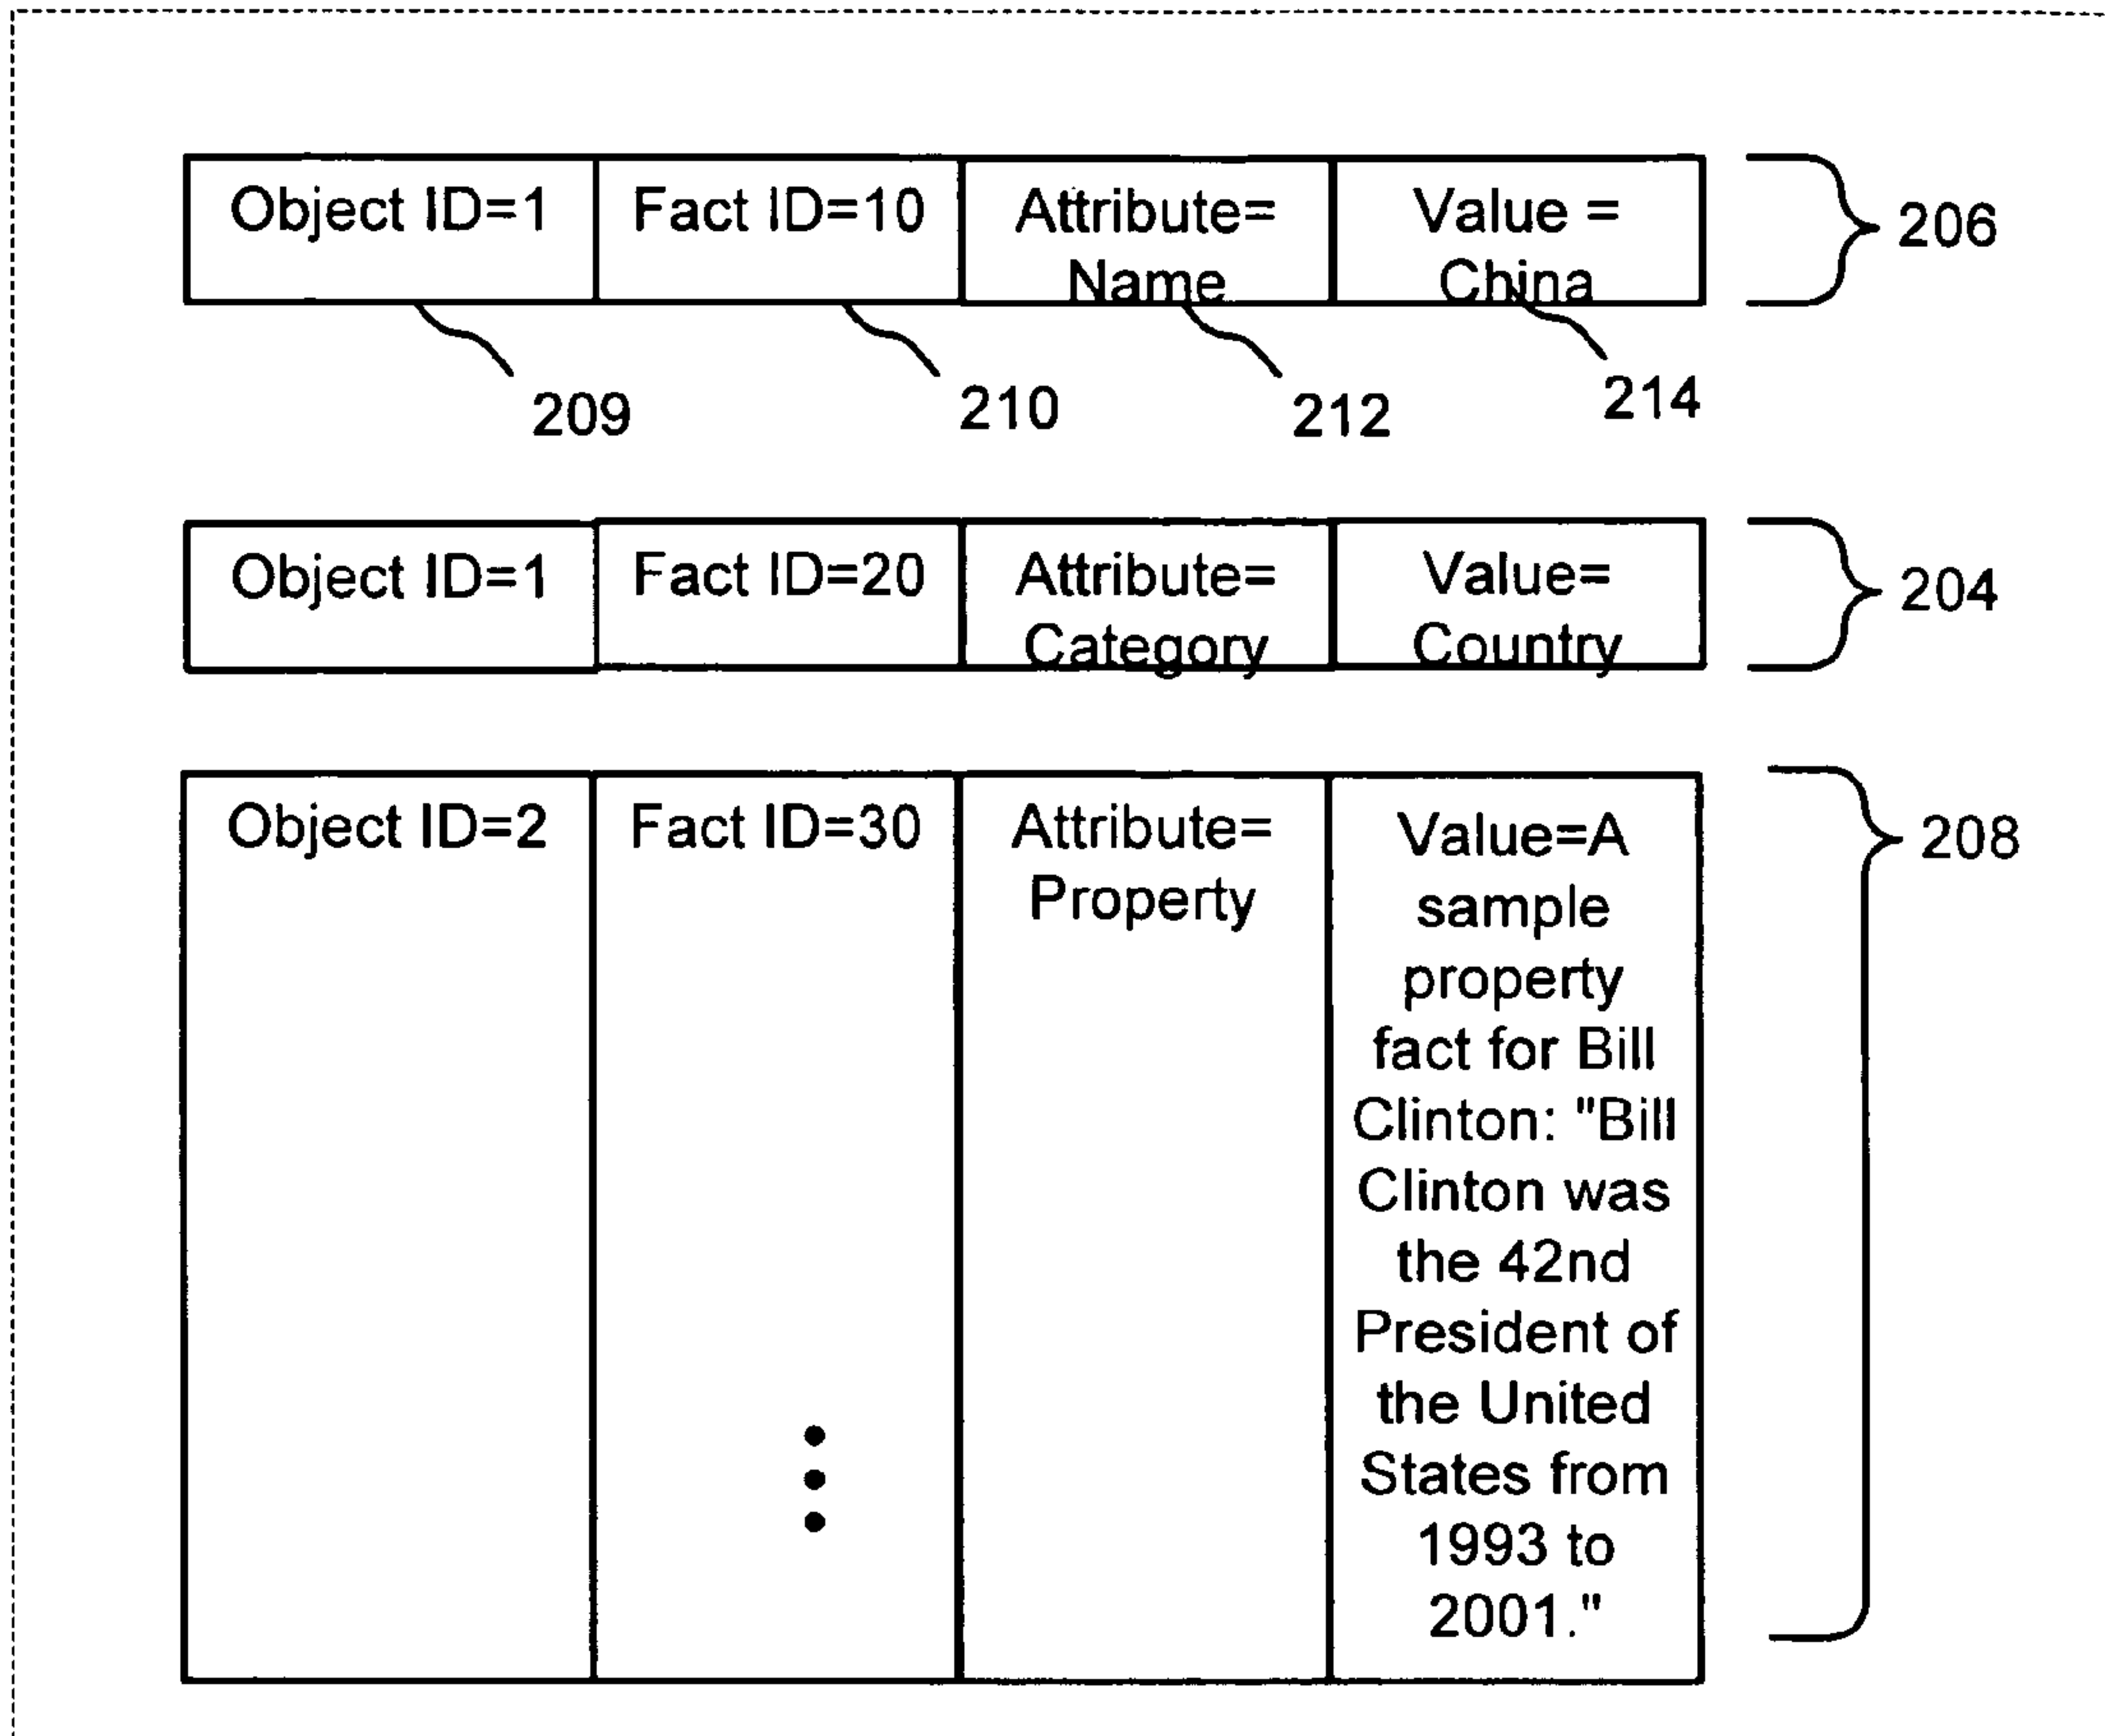 Object ID=1 Fact ID=10 Attribute= Value =
Name China
206
209 210 212 214
Object ID=1 Fact ID=20 Attribute= Value=
Category Country
204
Object ID=2 Fact ID=30 Attribute= Value=A
Property sample
property
fact for Bill
Clinton: "Bill
Clinton was
the 42nd
President of
the United
States from
1993 to
2001."
208